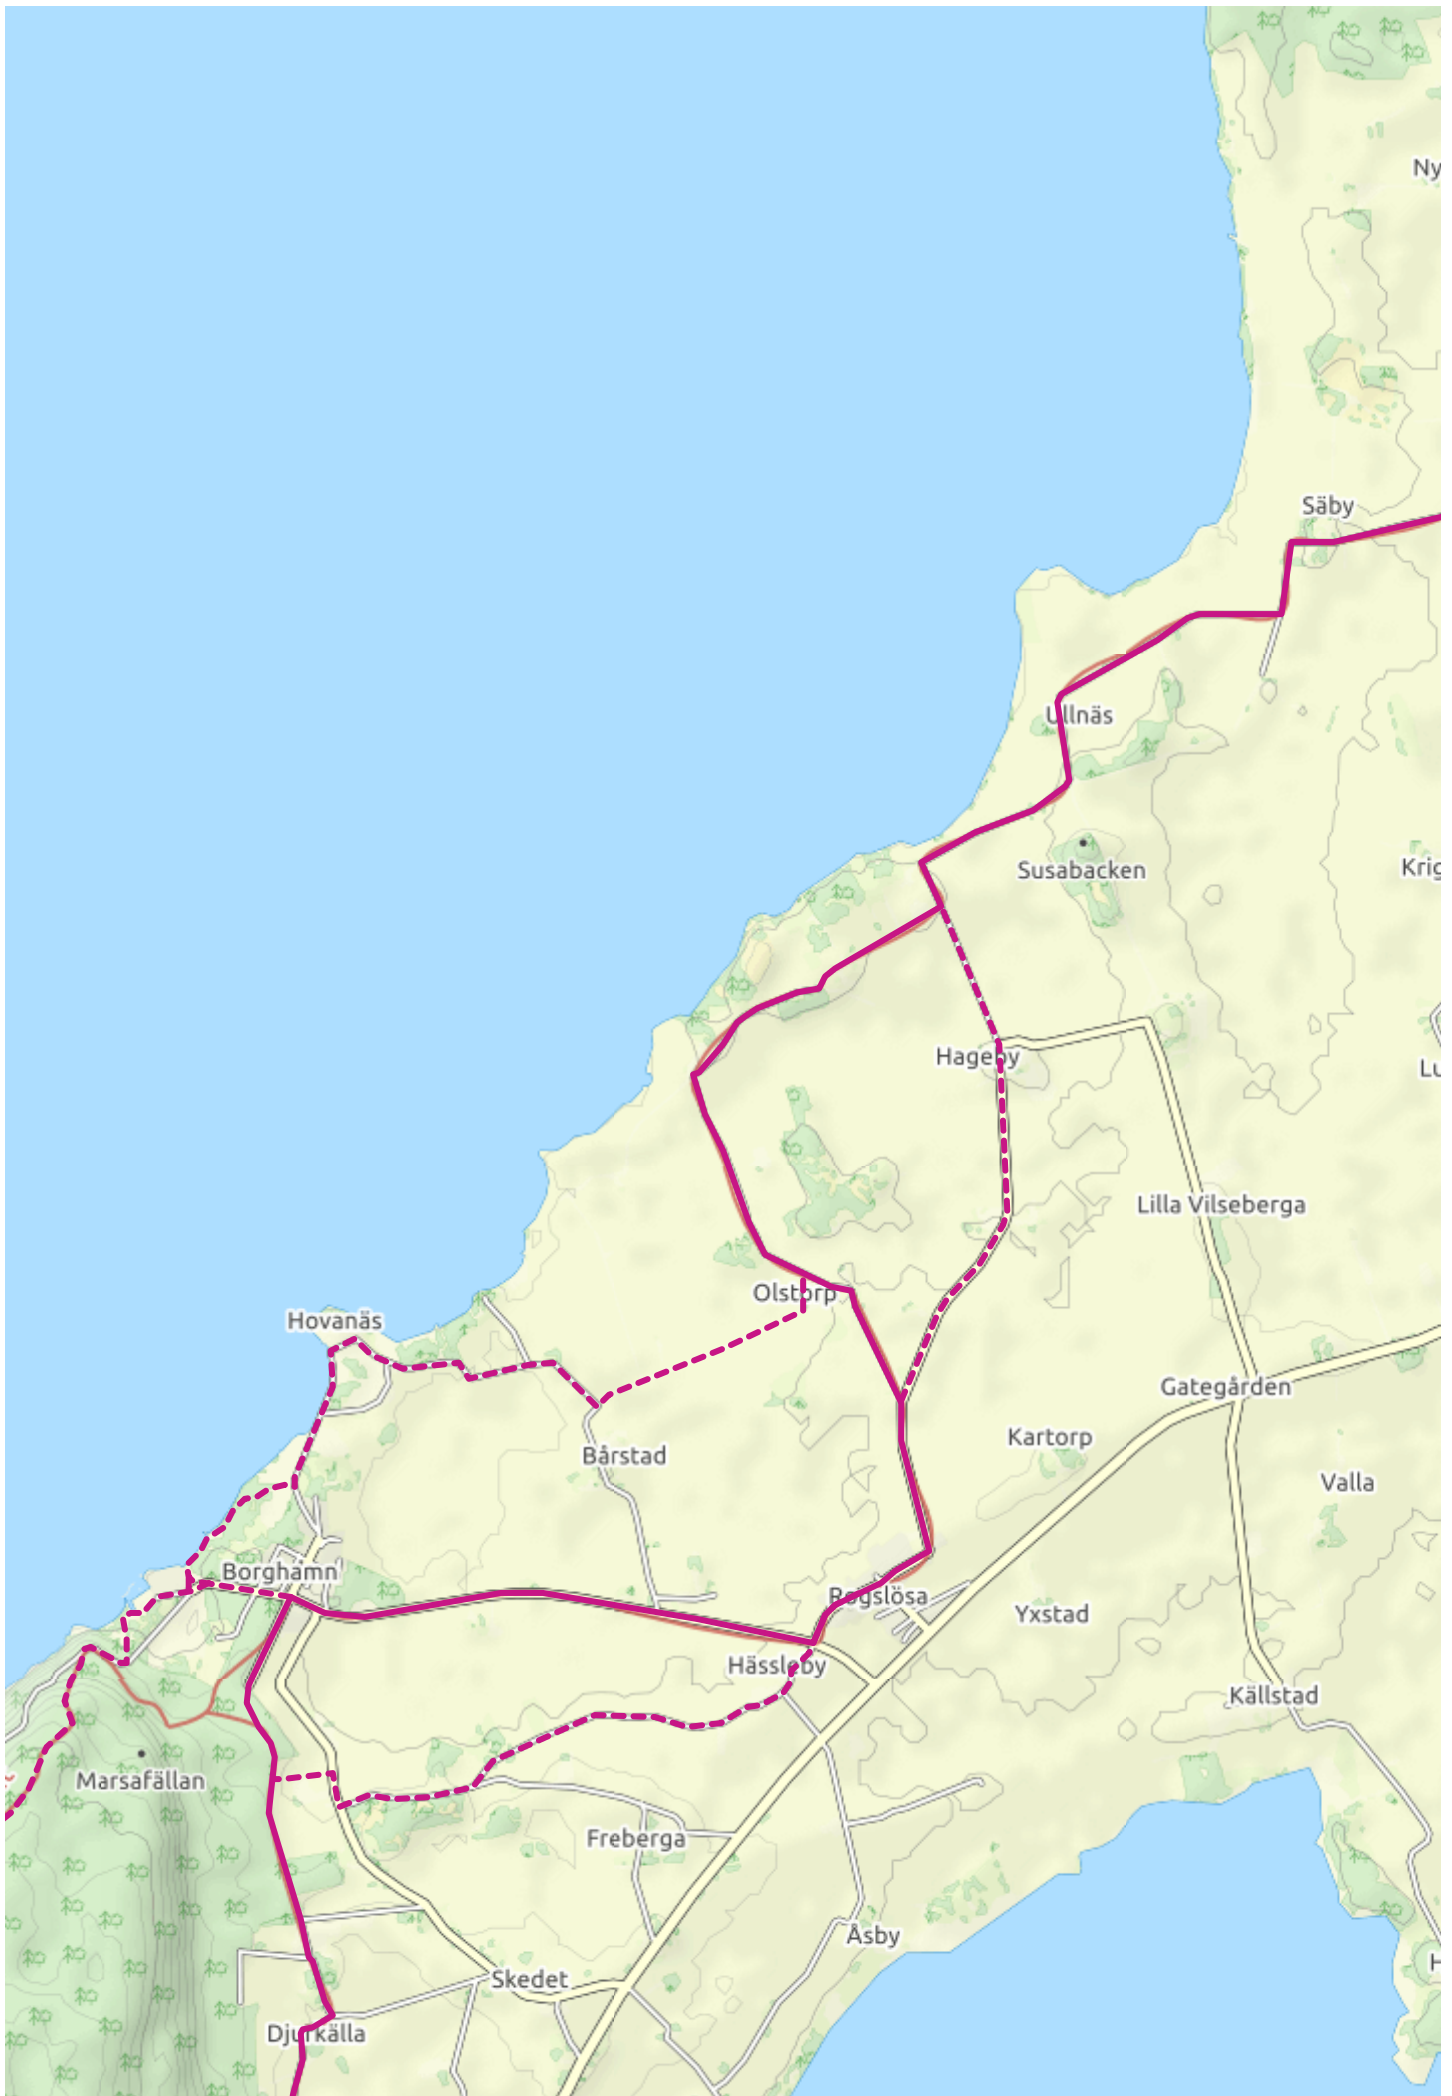 Ny
Säby
Ullnäs
Susabacken
Krig
Hageby
Lu
Lilla Vilseberga
Olstorp
Hovanäs
Gategården
Kartorp
Bårstad
Valla
Borghamn
Rogslösa
Yxstad
Hässleby
Källstad
Marsafällan
Freberga
Åsby
H
Skedet
Djurkälla